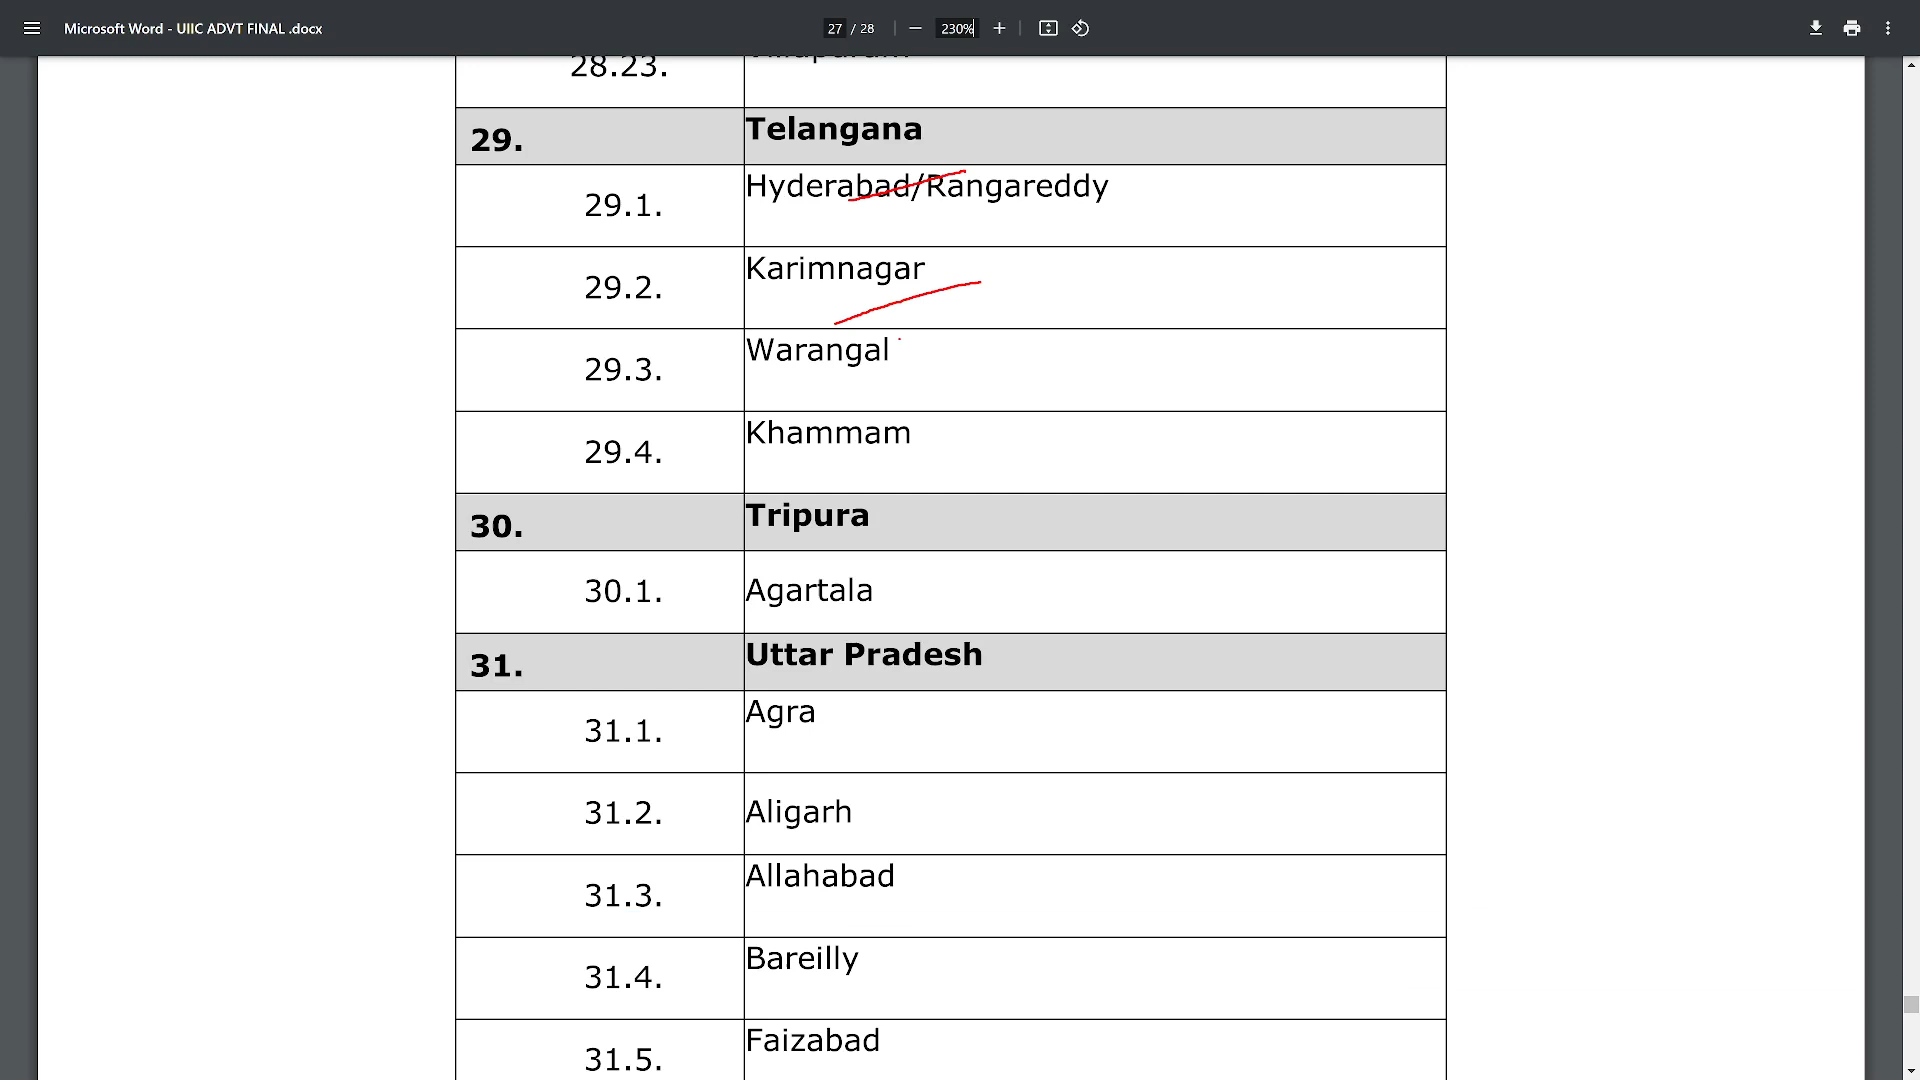 Microsoft Word - UIIC ADVT FINAL .docx
27 / 28
230%
28.23.
29. Telangana
29.1. Hyderabad/Rangareddy
29.2. Karimnagar
29.3. Warangal
29.4. Khammam
30. Tripura
30.1. Agartala
31. Uttar Pradesh
31.1. Agra
31.2. Aligarh
31.3. Allahabad
31.4. Bareilly
31.5. Faizabad